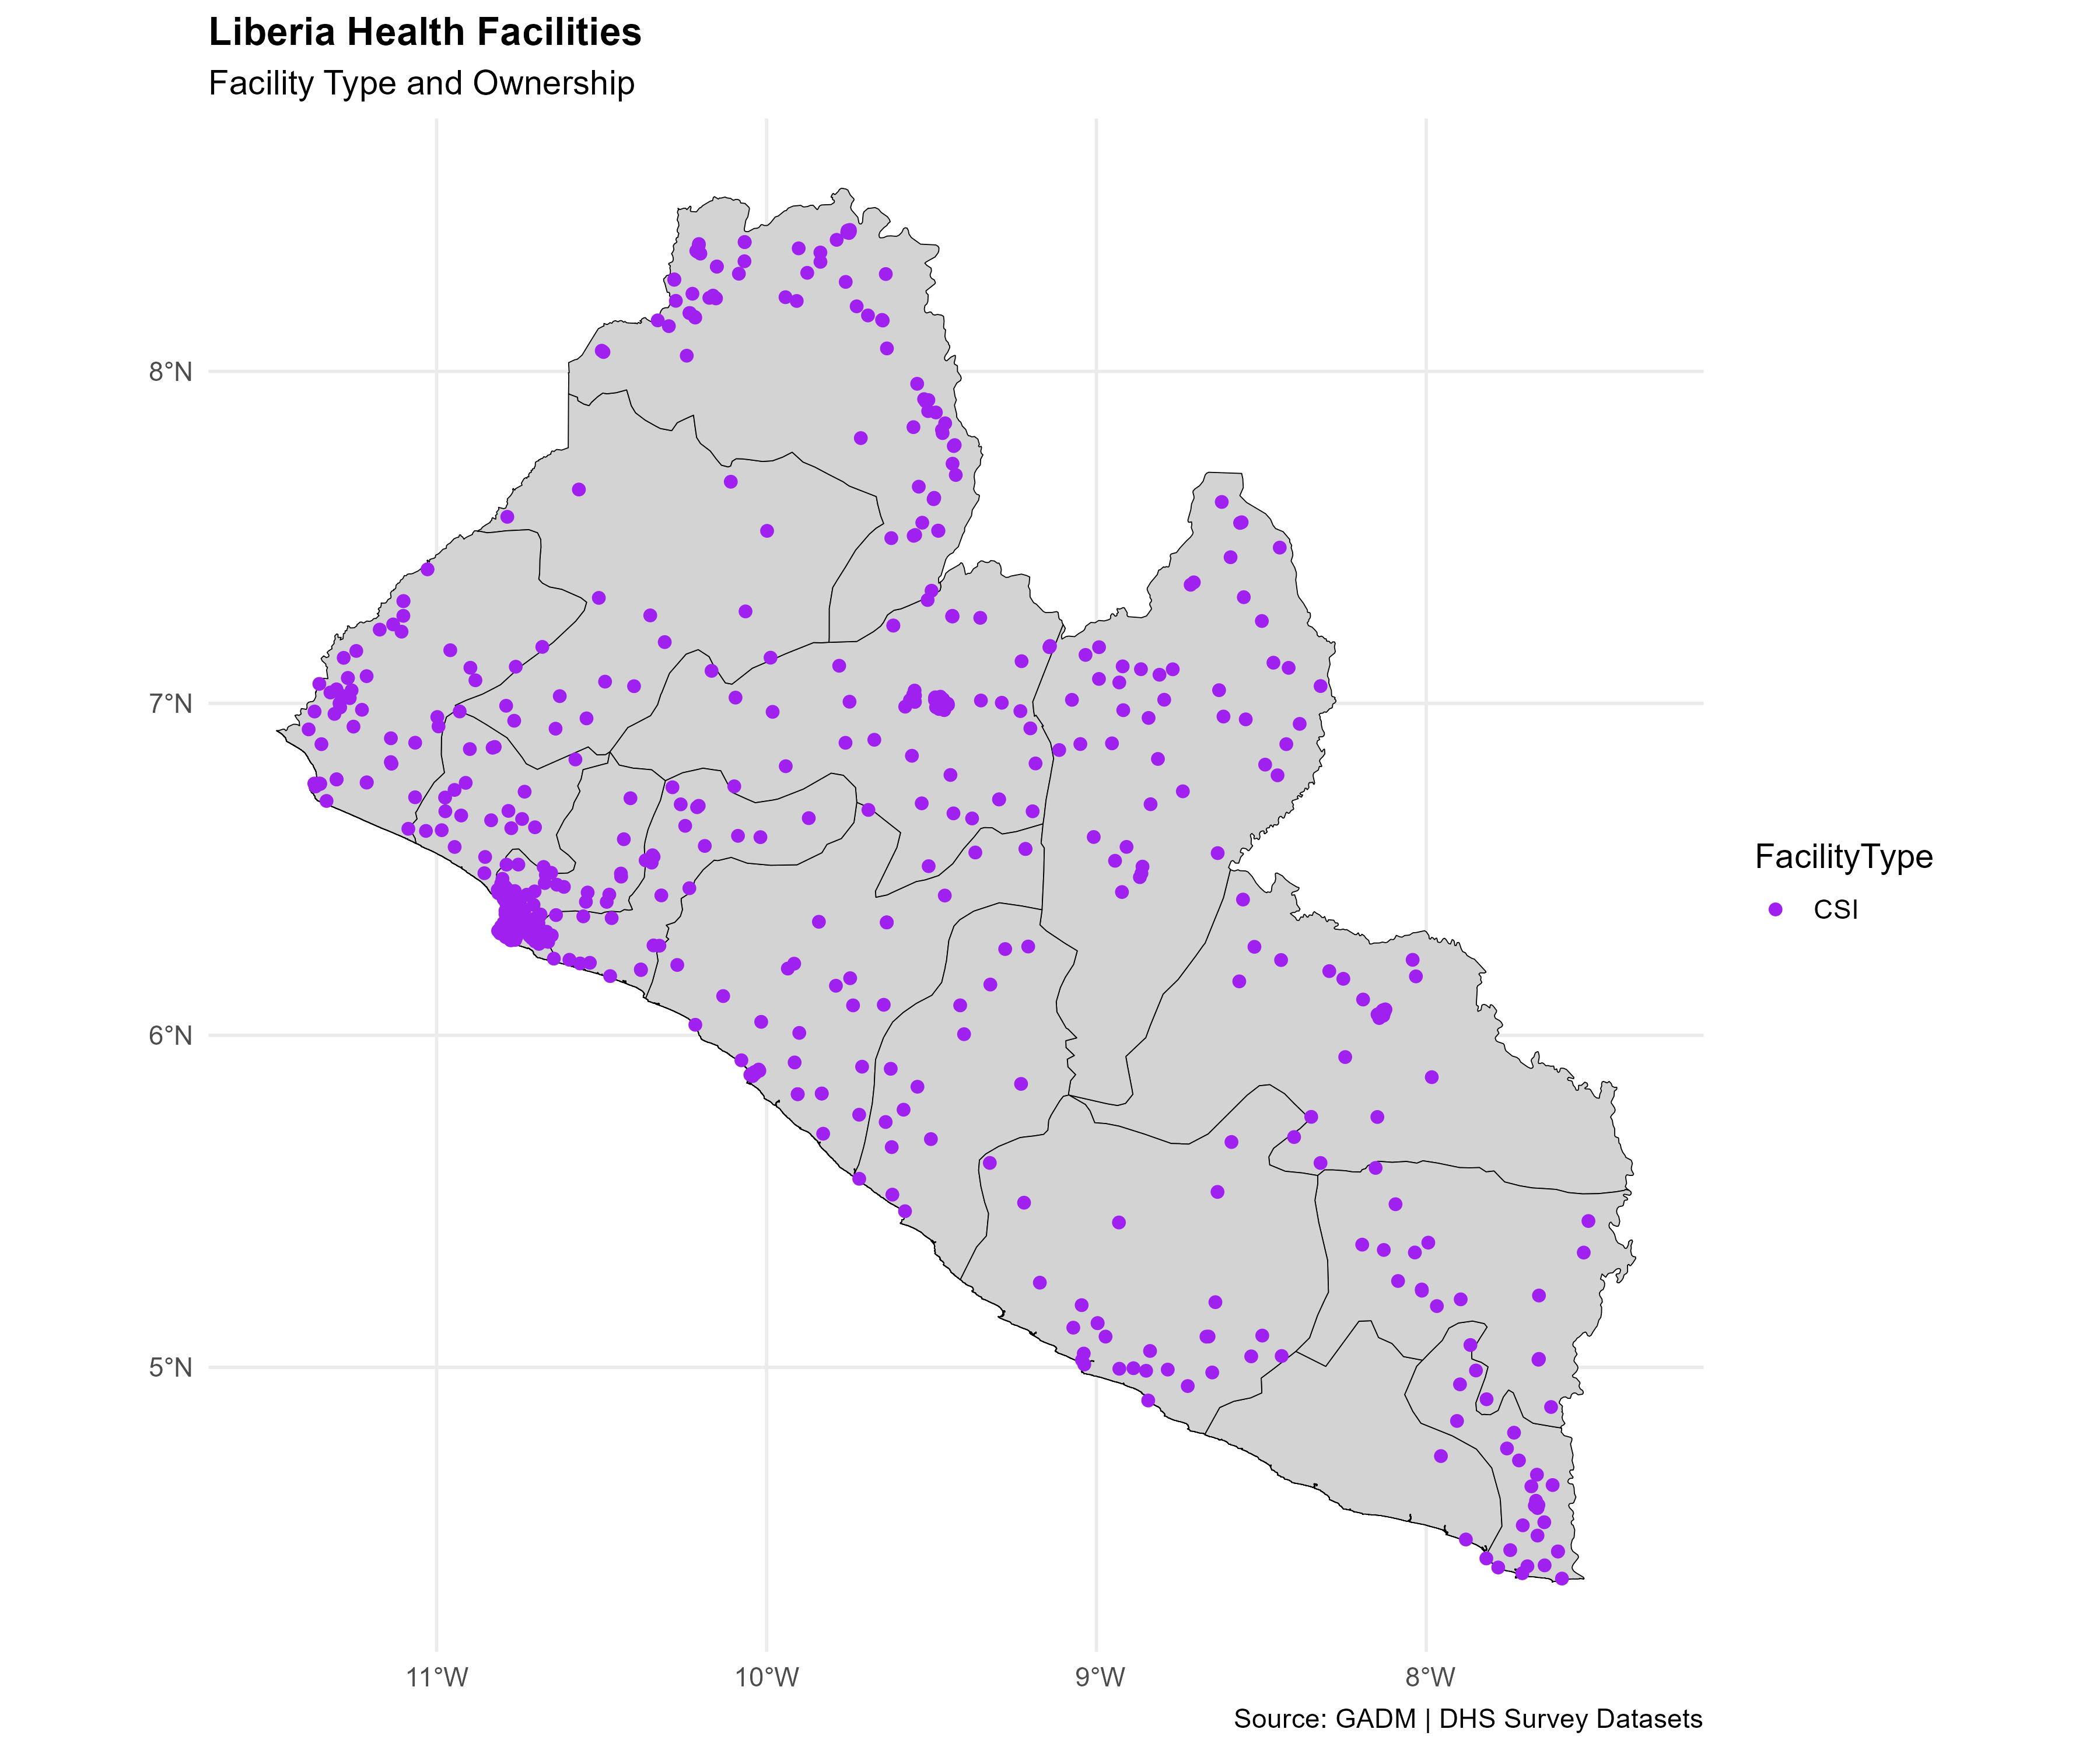 Liberia Health Facilities
Facility Type and Ownership
8°N
7°N
6°N
5°N
11°W
10°W
9°W
8°W
FacilityType
CSI
Source: GADM | DHS Survey Datasets